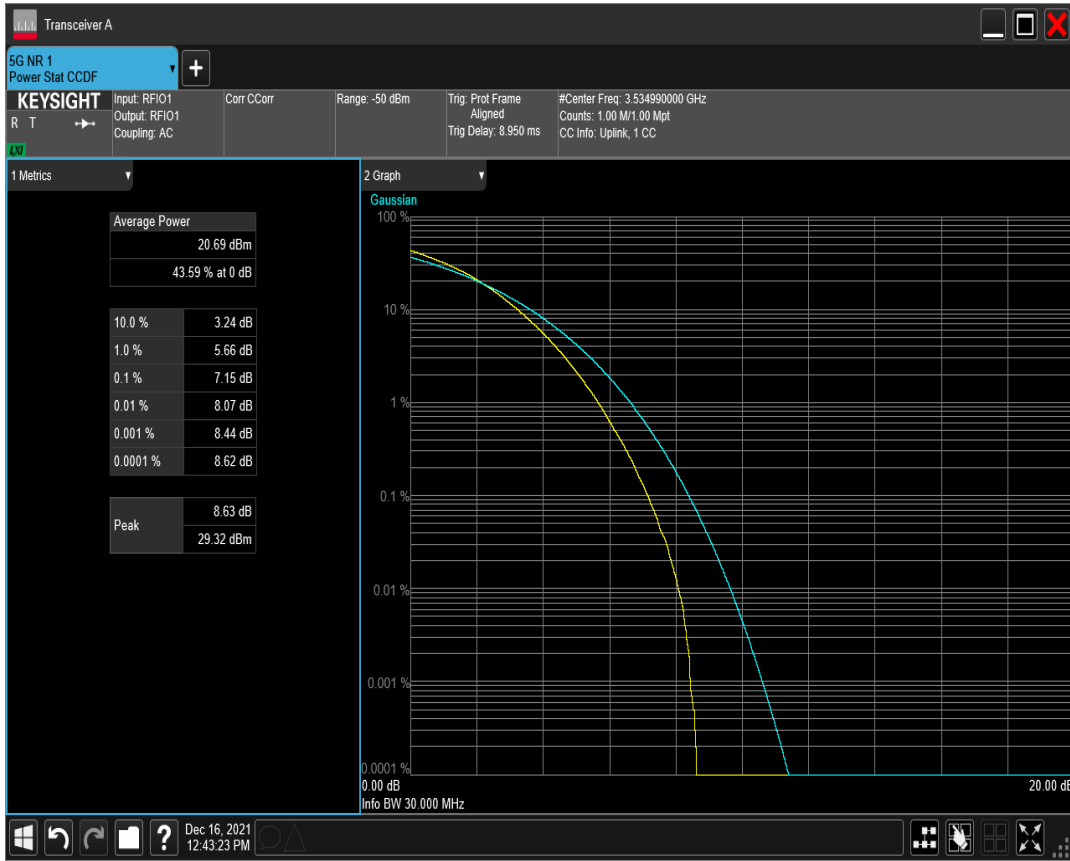 Transceiver A
5G NR 1
Power Stat CCDF
KEYSIGHT
R T
LXI
Input: RFIO1
Output: RFIO1
Coupling: AC
Corr CCorr
Range: -50 dBm
Trig: Prot Frame
Aligned
Trig Delay: 8.950 ms
#Center Freq: 3.534990000 GHz
Counts: 1.00 M/1.00 Mpt
CC Info: Uplink, 1 CC
1 Metrics
Average Power
20.69 dBm
43.59 % at 0 dB
10.0 % 3.24 dB
1.0 % 5.66 dB
0.1 % 7.15 dB
0.01 % 8.07 dB
0.001 % 8.44 dB
0.0001 % 8.62 dB
Peak
8.63 dB
29.32 dBm
2 Graph
Gaussian
100 %
10 %
1 %
0.1 %
0.01 %
0.001 %
0.0001 %
0.00 dB
20.00 dB
Info BW 30.000 MHz
?
Dec 16, 2021
12:43:23 PM